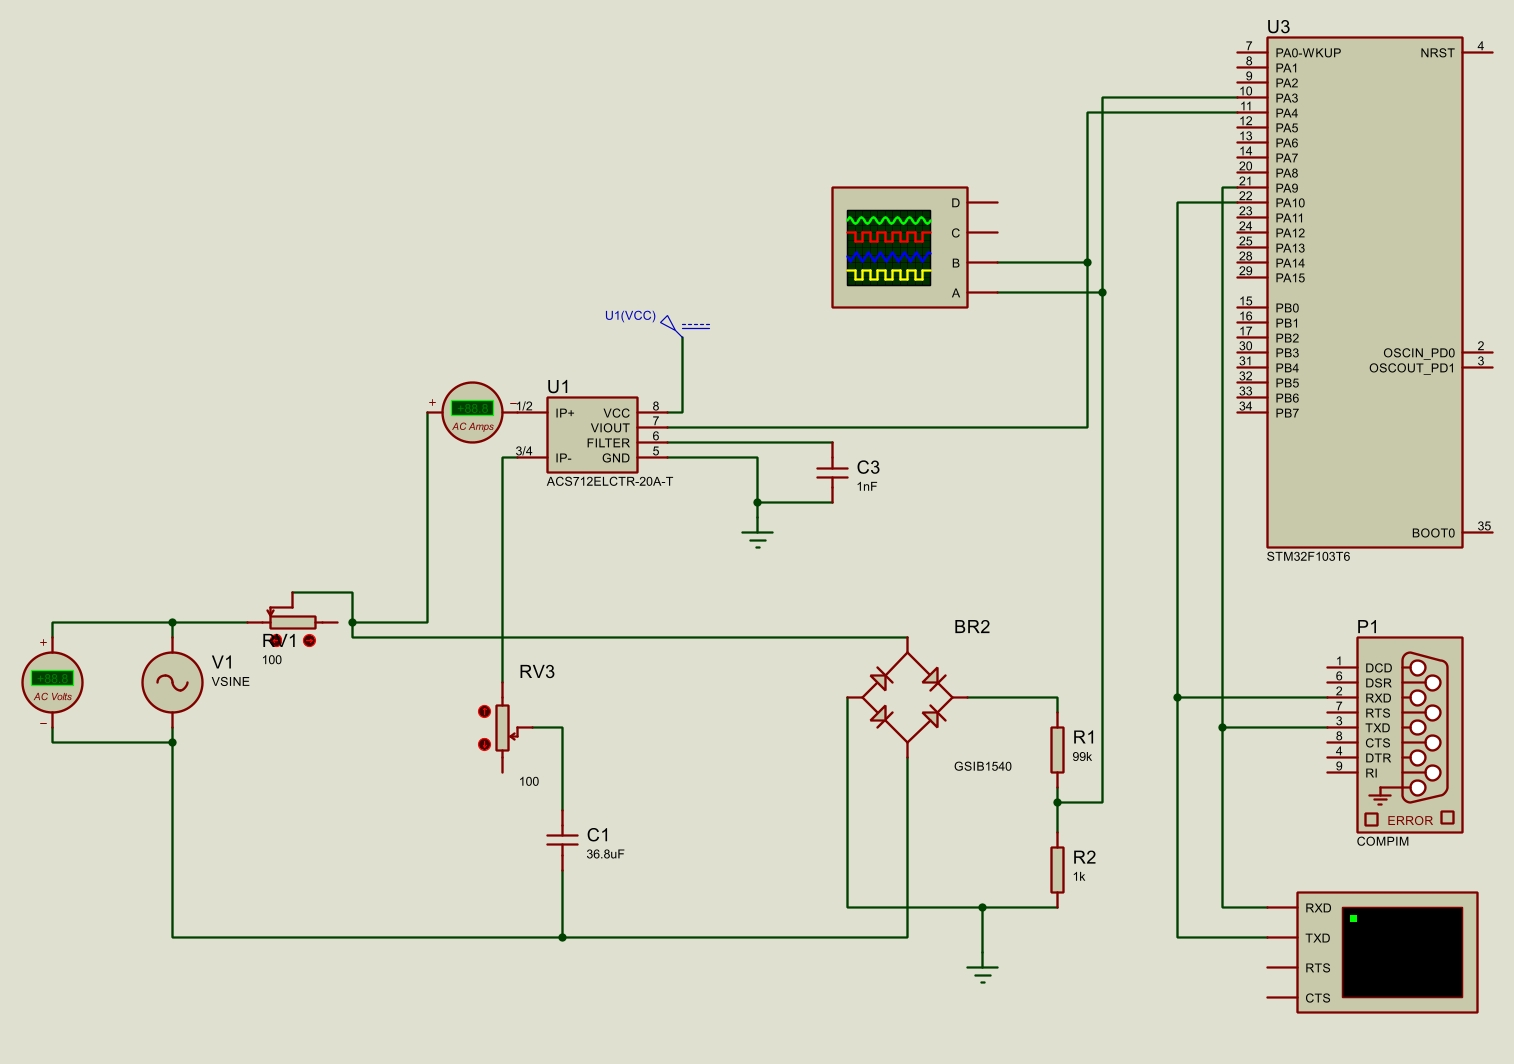 U3
7 PA0-WKUP NRST 4
8 PA1
9 PA2
10 PA3
11 PA4
12 PA5
13 PA6
14 PA7
20 PA8
21 PA9
22 PA10
23 PA11
24 PA12
25 PA13
28 PA14
29 PA15
15 PB0
16 PB1
17 PB2
30 PB3 OSCIN_PD0 2
31 PB4 OSCOUT_PD1 3
32 PB5
33 PB6
34 PB7
BOOT0 35
STM32F103T6
D
C
B
A
U1(VCC)
U1
+ +88.8 − 1/2 IP+ VCC 8
AC Amps
VIOUT 7
FILTER 6
3/4 IP- GND 5
ACS712ELCTR-20A-T
C3
1nF
RV1
100
V1
VSINE
+
+88.8
AC Volts
−
RV3
100
C1
36.8uF
BR2
GSIB1540
R1
99k
R2
1k
P1
1 DCD
6 DSR
2 RXD
7 RTS
3 TXD
8 CTS
4 DTR
9 RI
ERROR
COMPIM
RXD
TXD
RTS
CTS